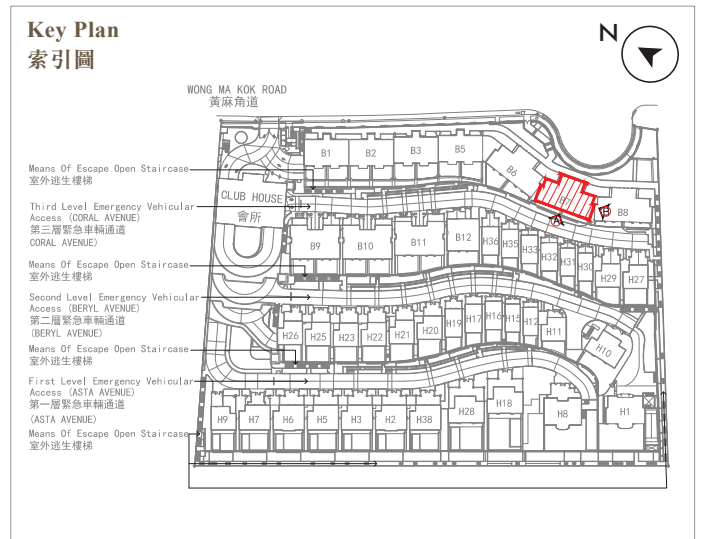 Key Plan
索引圖
N
WONG MA KOK ROAD
黃麻角道
Means Of Escape Open Staircase
室外逃生樓梯
Third Level Emergency Vehicular
Access (CORAL AVENUE)
第三層緊急車輛通道
CORAL AVENUE)
Means Of Escape Open Staircase
室外逃生樓梯
Second Level Emergency Vehicular
Access (BERYL AVENUE)
第二層緊急車輛通道
(BERYL AVENUE)
Means Of Escape Open Staircase
室外逃生樓梯
First Level Emergency Vehicular
Access (ASTA AVENUE)
第一層緊急車輛通道
(ASTA AVENUE)
Means Of Escape Open Staircase
室外逃生樓梯
CLUB HOUSE
會所
B1 B2 B3 B5 B6 B7 B8
A B
B9 B10 B11 B12 H36 H35 H33 H32 H31 H30 H29 H27
H26 H25 H23 H22 H21 H20 H19 H17 H16 H15 H12 H11 H10
H9 H7 H6 H5 H3 H2 H38 H28 H18 H8 H1